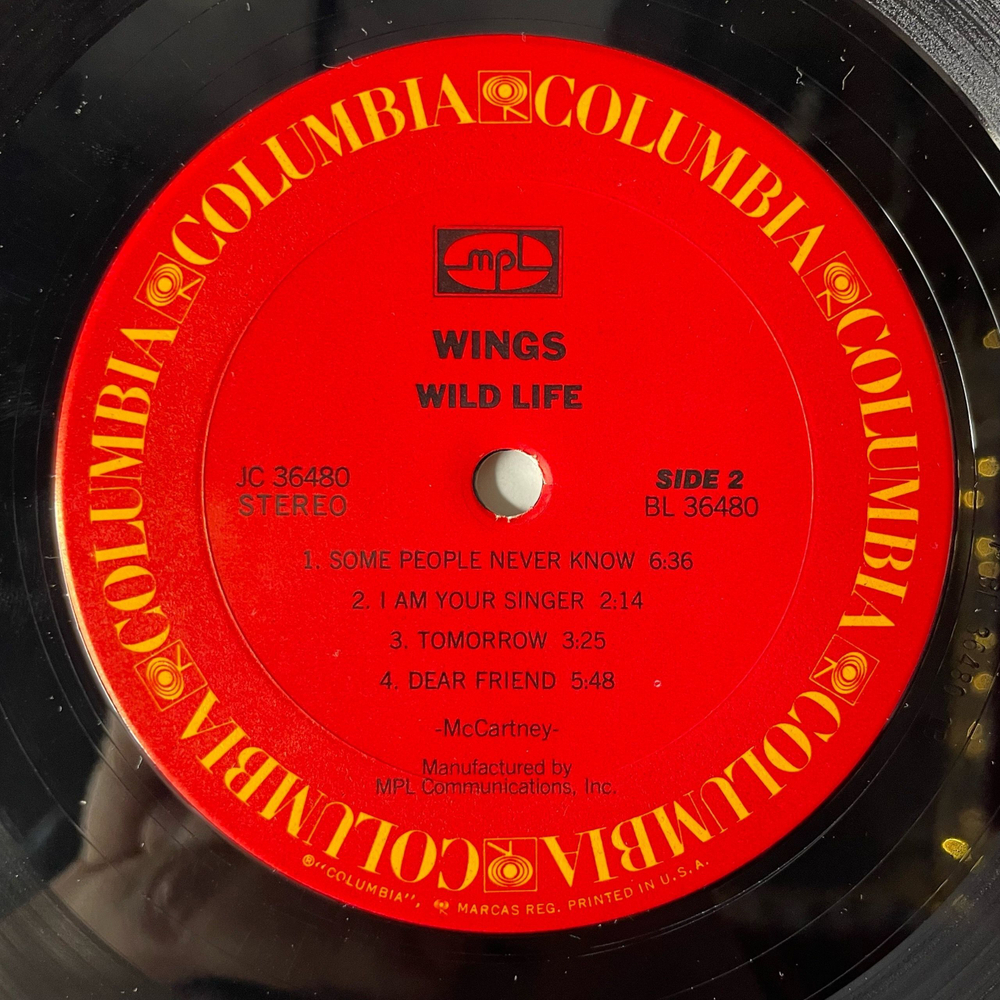 COLUMBIA COLUMBIA COLUMBIA COLUMBIA COLUMBIA COLUMBIA
mpl
WINGS
WILD LIFE
JC 36480
STEREO
SIDE 2
BL 36480
1. SOME PEOPLE NEVER KNOW 6:36
2. I AM YOUR SINGER 2:14
3. TOMORROW 3:25
4. DEAR FRIEND 5:48
-McCartney-
Manufactured by
MPL Communications, Inc.
® "COLUMBIA", MARCAS REG. PRINTED IN U.S.A.